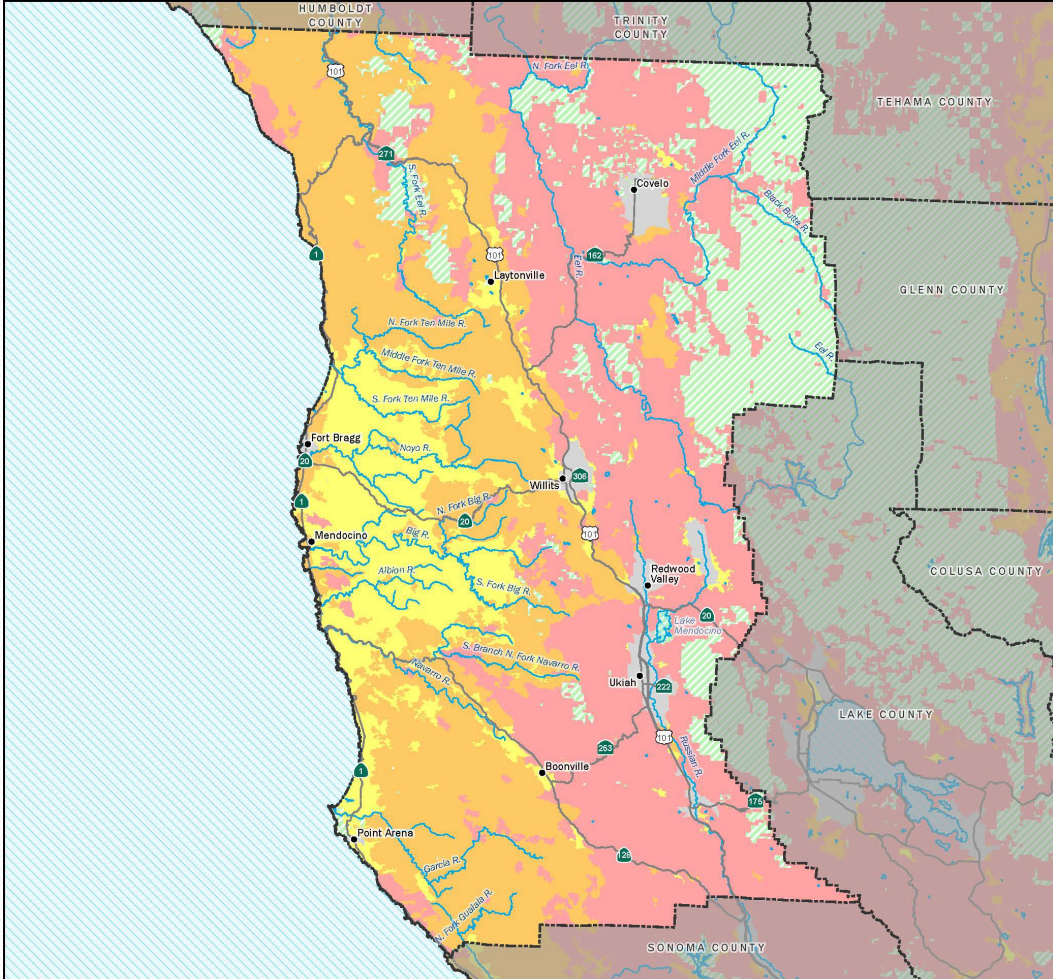 HUMBOLDT
COUNTY
TRINITY
COUNTY
N. Fork Eel R.
101
TEHAMA COUNTY
271
Middle Fork Eel R.
S. Fork Eel R.
Covelo
Black Butte R.
1
101
162
Eel R.
Laytonville
GLENN COUNTY
N. Fork Ten Mile R.
Eel R.
Middle Fork Ten Mile R.
S. Fork Ten Mile R.
Fort Bragg
Noyo R.
20
306
Willits
1
N. Fork Big R.
20
Mendocino
Big R.
101
Albion R.
Redwood
Valley
COLUSA COUNTY
S. Fork Big R.
20
Lake
Mendocino
S. Branch N. Fork Navarro R.
Navarro R.
Ukiah
222
LAKE COUNTY
253
101
Russian R.
Boonville
1
175
Point Arena
128
Garcia R.
N. Fork Gualala R.
SONOMA COUNTY